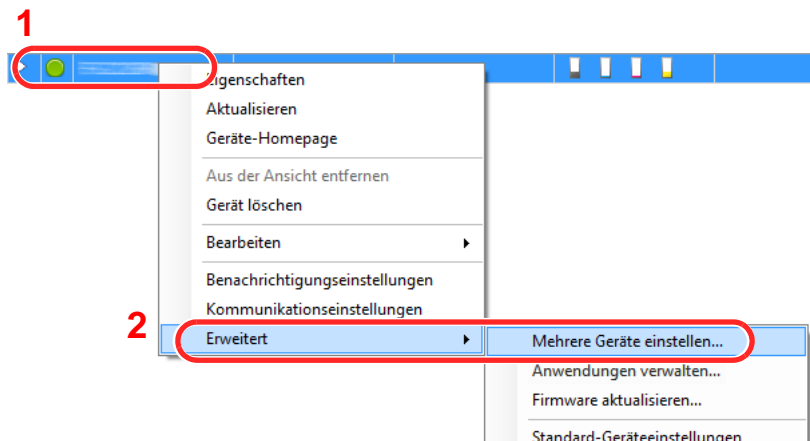 1
Eigenschaften
Aktualisieren
Geräte-Homepage
Aus der Ansicht entfernen
Gerät löschen
Bearbeiten
Benachrichtigungseinstellungen
Kommunikationseinstellungen
2
Erweitert
Mehrere Geräte einstellen...
Anwendungen verwalten...
Firmware aktualisieren...
Standard-Geräteeinstellungen